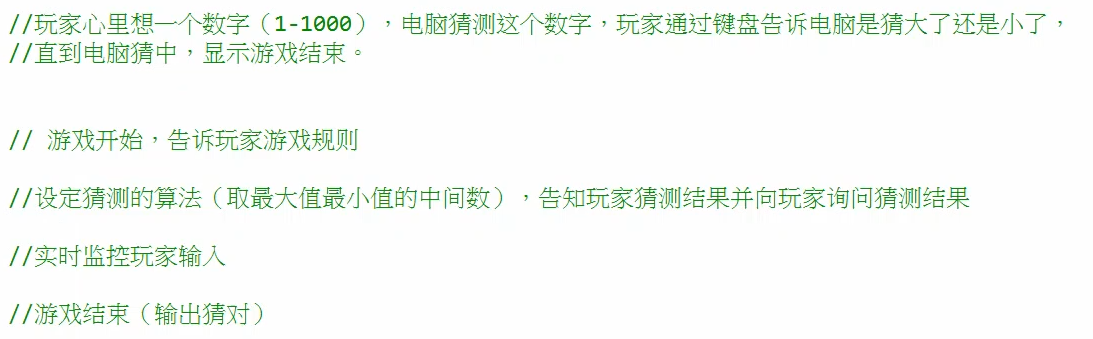 //玩家心里想一个数字（1-1000），电脑猜测这个数字，玩家通过键盘告诉电脑是猜大了还是小了，
//直到电脑猜中，显示游戏结束。
// 游戏开始，告诉玩家游戏规则
//设定猜测的算法（取最大值最小值的中间数），告知玩家猜测结果并向玩家询问猜测结果
//实时监控玩家输入
//游戏结束（输出猜对）